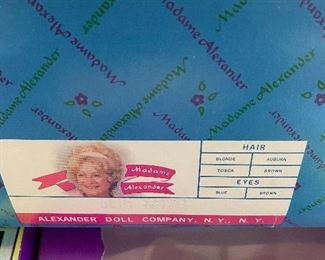 Madame Alexander
Madame Alexander
Madame Alexander
Madame Alexander
HAIR
BLONDE AUBURN
TOSCA BROWN
EYES
BLUE BROWN
Madame
Alexander
ALEXANDER DOLL COMPANY, N.Y., N.Y.